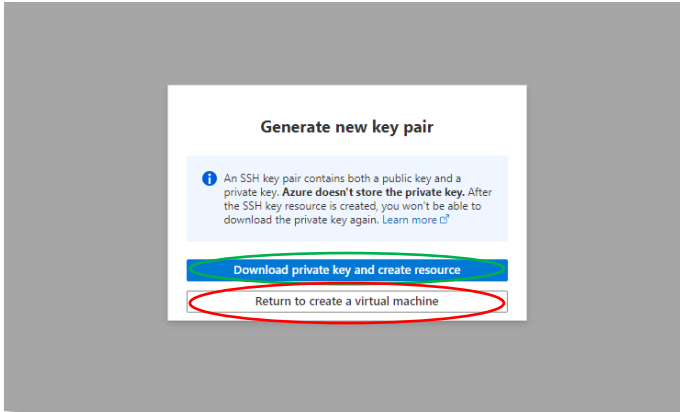 Generate new key pair
An SSH key pair contains both a public key and a
private key. Azure doesn't store the private key. After
the SSH key resource is created, you won't be able to
download the private key again. Learn more
Download private key and create resource
Return to create a virtual machine